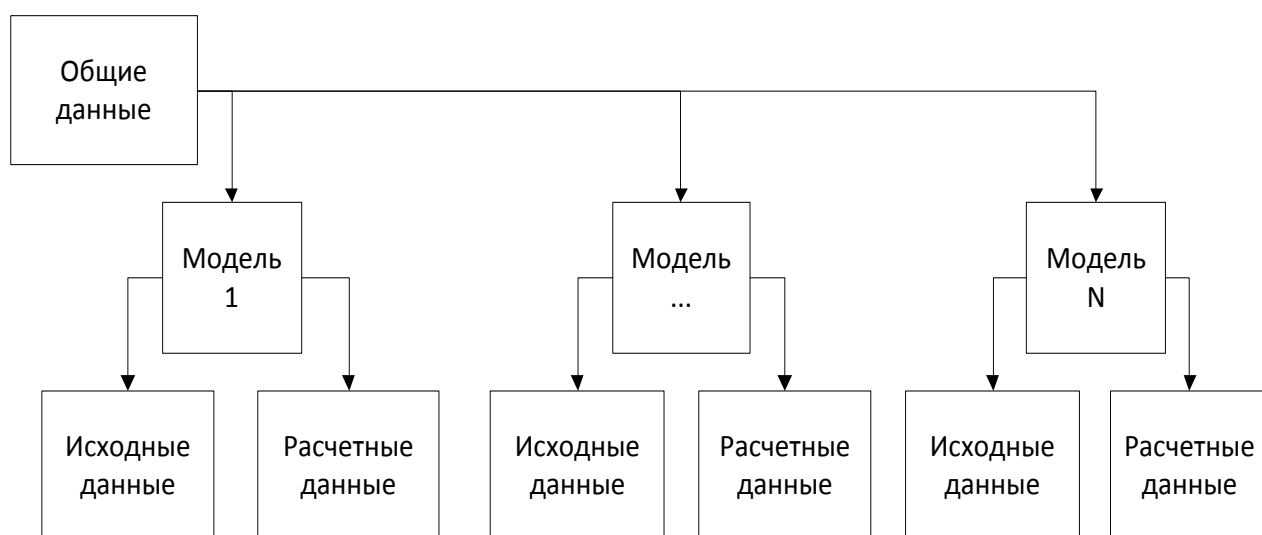 Общие
данные
Модель
1
Модель
...
Модель
N
Исходные
данные
Расчетные
данные
Исходные
данные
Расчетные
данные
Исходные
данные
Расчетные
данные